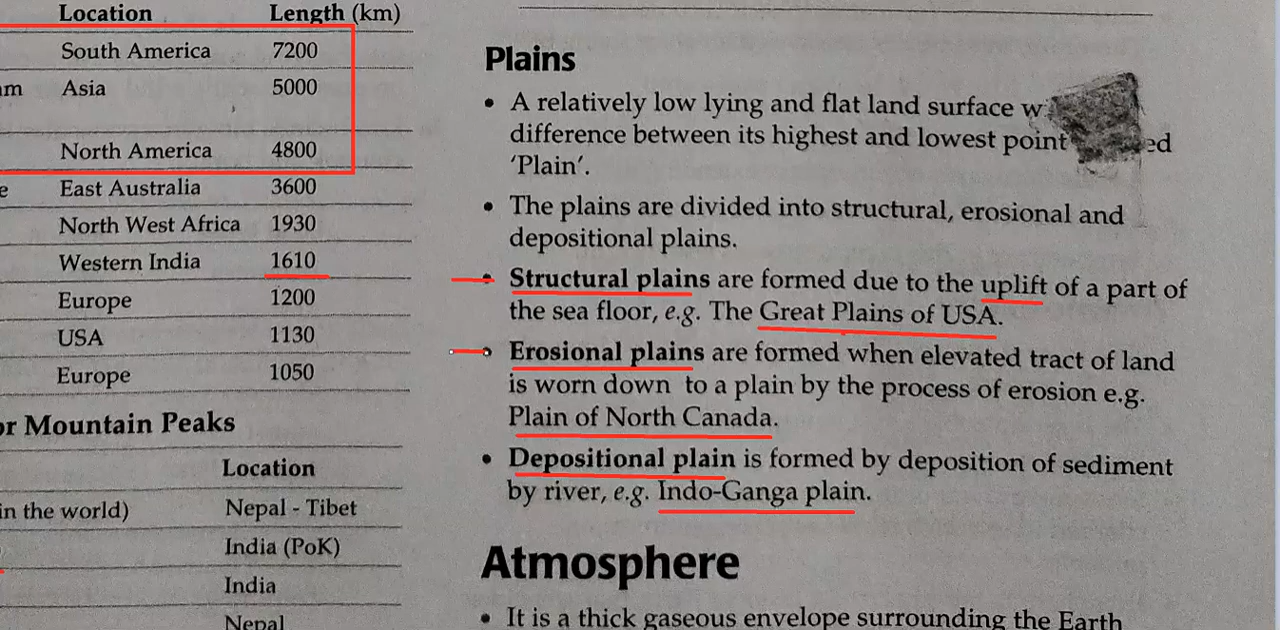 Location Length (km)
South America 7200
Asia 5000
North America 4800
East Australia 3600
North West Africa 1930
Western India 1610
Europe 1200
USA 1130
Europe 1050
Mountain Peaks
Location
in the world) Nepal - Tibet
India (PoK)
India
Nepal
Plains
• A relatively low lying and flat land surface
difference between its highest and lowest point
'Plain'.
• The plains are divided into structural, erosional and
depositional plains.
• Structural plains are formed due to the uplift of a part of
the sea floor, e.g. The Great Plains of USA.
• Erosional plains are formed when elevated tract of land
is worn down to a plain by the process of erosion e.g.
Plain of North Canada.
• Depositional plain is formed by deposition of sediment
by river, e.g. Indo-Ganga plain.
Atmosphere
• It is a thick gaseous envelope surrounding the Earth